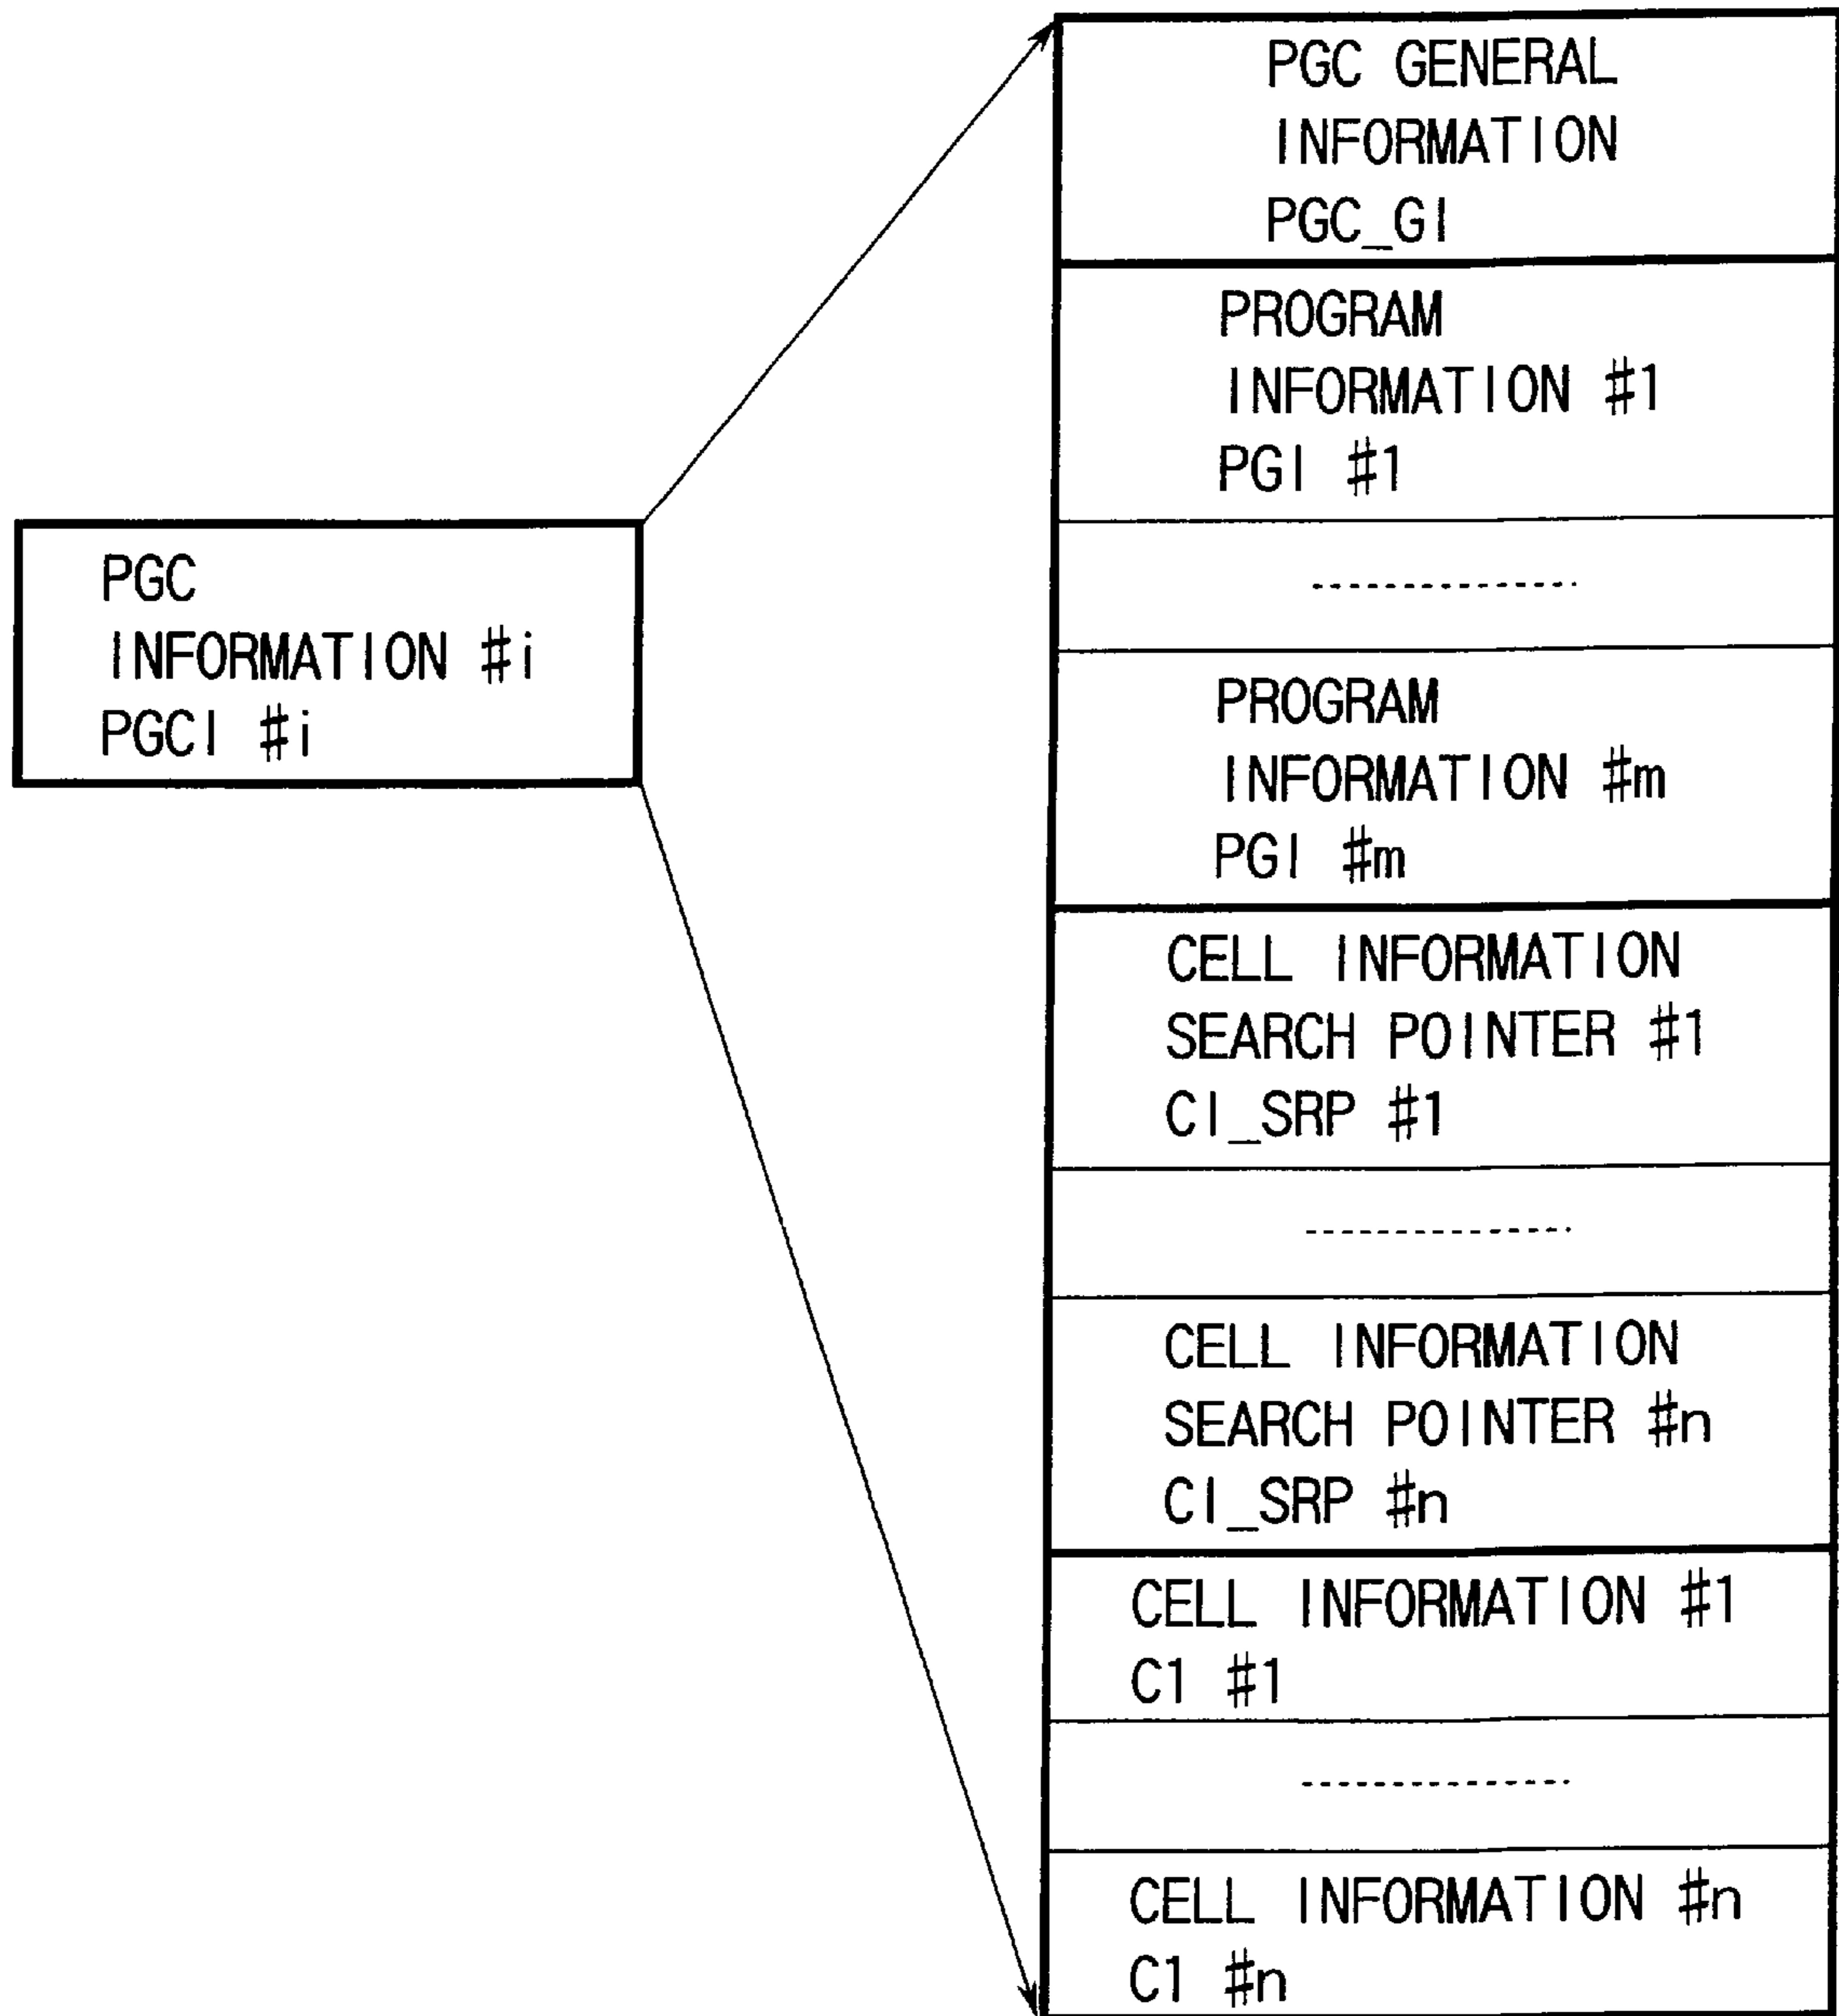 PGC
INFORMATION #i
PGCI #i
PGC GENERAL
INFORMATION
PGC_GI
PROGRAM
INFORMATION #1
PGI #1
PROGRAM
INFORMATION #m
PGI #m
CELL INFORMATION
SEARCH POINTER #1
CI_SRP #1
CELL INFORMATION
SEARCH POINTER #n
CI_SRP #n
CELL INFORMATION #1
C1 #1
CELL INFORMATION #n
C1 #n